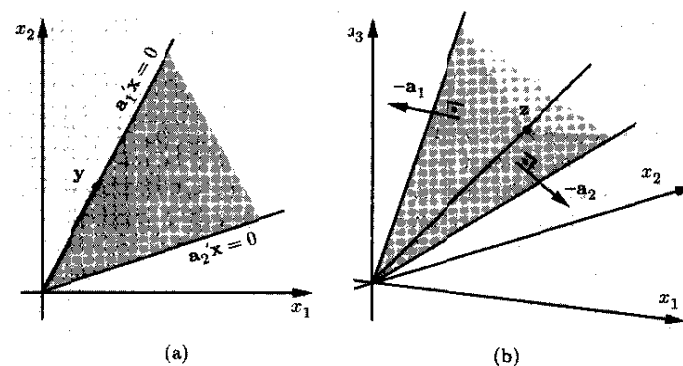 x₂
a₁'x = 0
y
a₂'x = 0
x₁
(a)
x₃
−a₁
z
−a₂
x₂
x₁
(b)